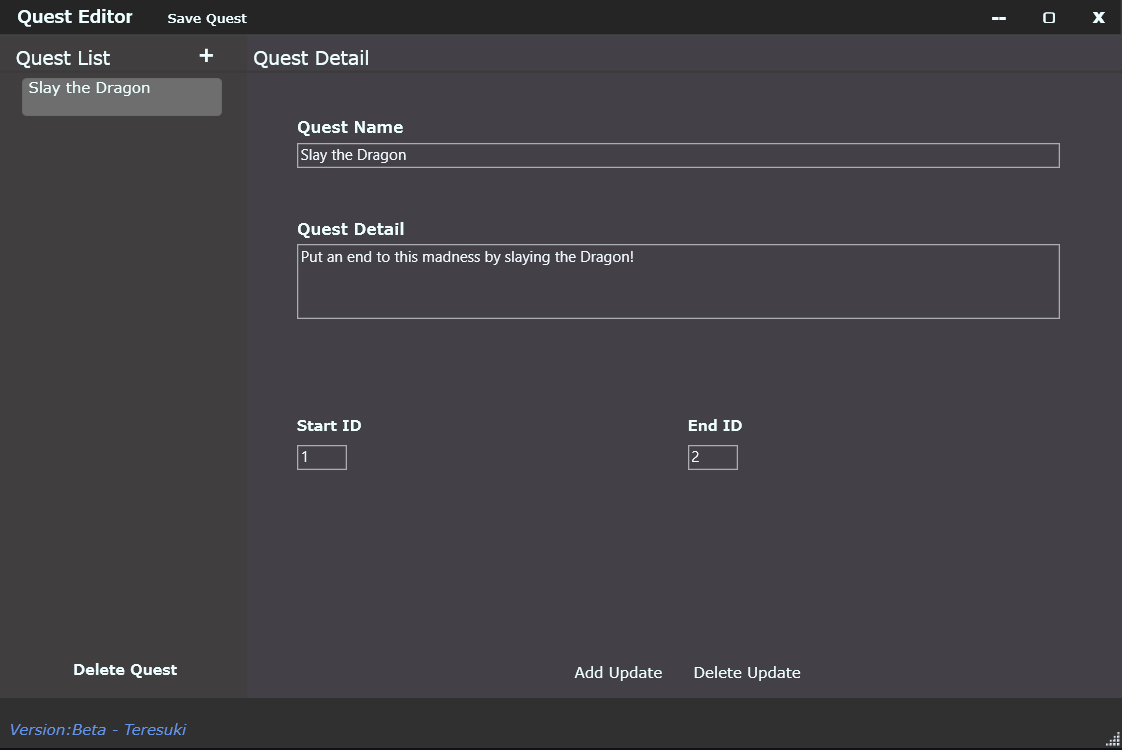 Quest Editor Save Quest -- X
Quest List + Quest Detail
Slay the Dragon
Quest Name
Slay the Dragon
Quest Detail
Put an end to this madness by slaying the Dragon!
Start ID End ID
1 2
Delete Quest Add Update Delete Update
Version:Beta - Teresuki